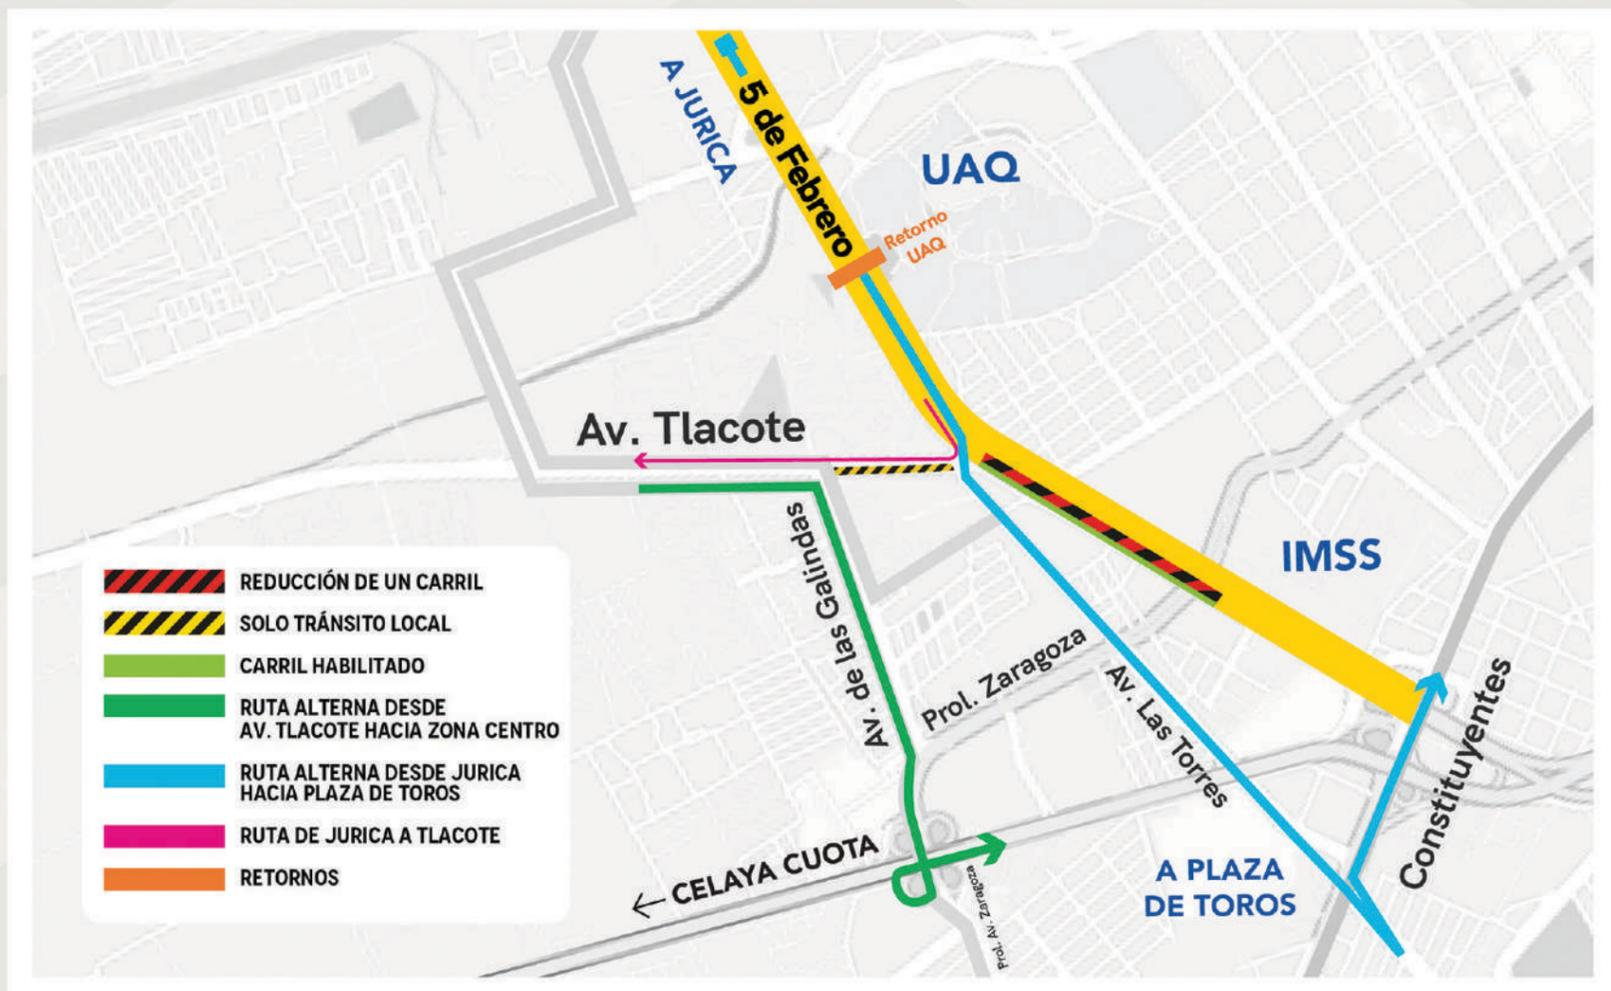 A JURICA
5 de Febrero
UAQ
Retorno
UAQ
Av. Tlacote
Av. de las Galindas
IMSS
Prol. Zaragoza
Av. Las Torres
Constituyentes
CELAYA CUOTA
Prol. Av. Zaragoza
A PLAZA
DE TOROS
REDUCCIÓN DE UN CARRIL
SOLO TRÁNSITO LOCAL
CARRIL HABILITADO
RUTA ALTERNA DESDE
AV. TLACOTE HACIA ZONA CENTRO
RUTA ALTERNA DESDE JURICA
HACIA PLAZA DE TOROS
RUTA DE JURICA A TLACOTE
RETORNOS